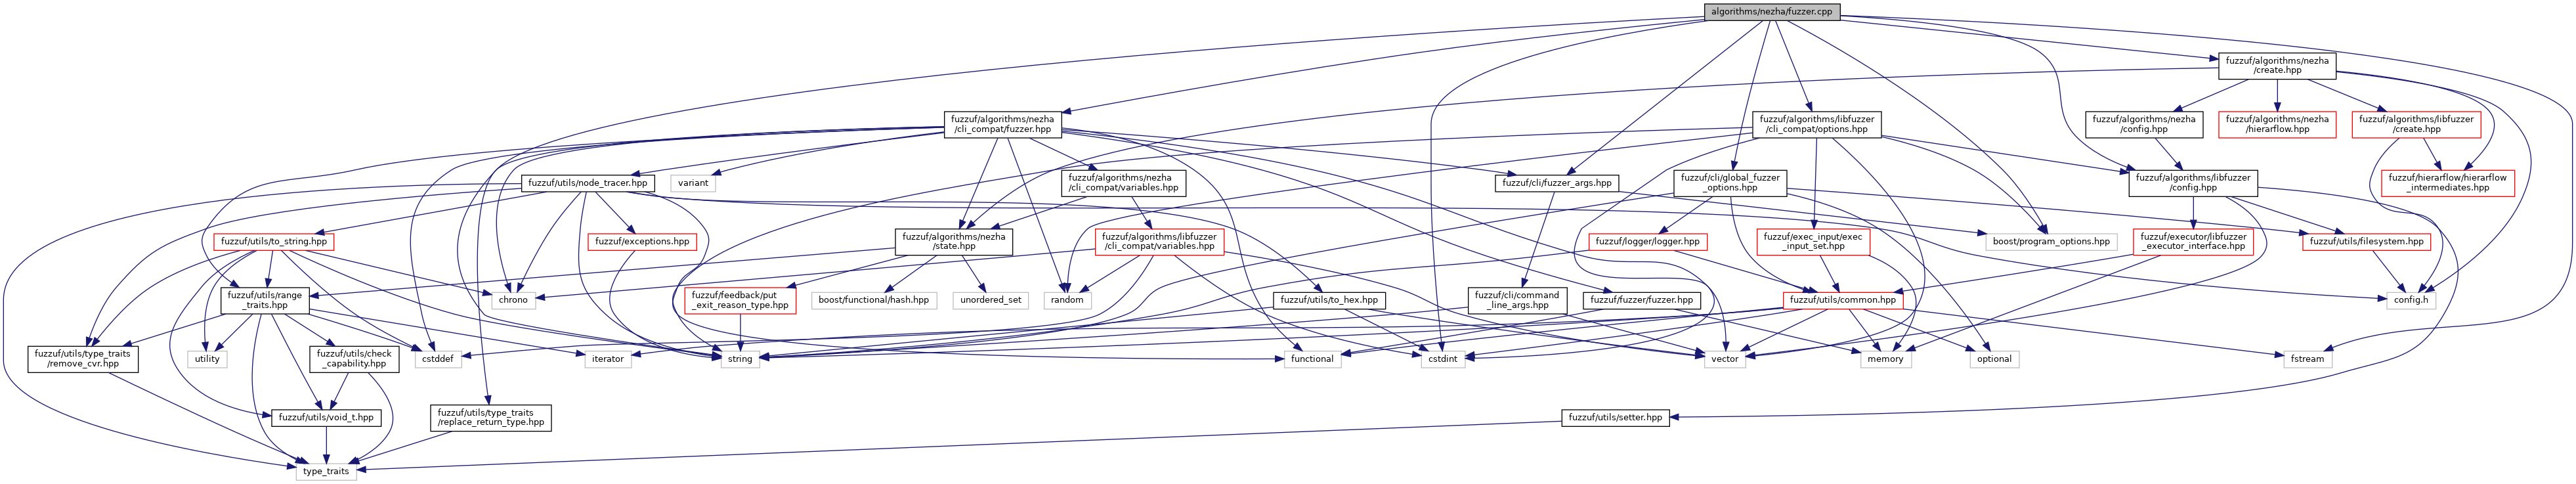 algorithms/nezha/fuzzer.cpp
fuzzuf/algorithms/nezha
/create.hpp
fuzzuf/algorithms/nezha
/cli_compat/fuzzer.hpp
fuzzuf/algorithms/libfuzzer
/cli_compat/options.hpp
fuzzuf/algorithms/nezha
/config.hpp
fuzzuf/algorithms/nezha
/hierarflow.hpp
fuzzuf/algorithms/libfuzzer
/create.hpp
fuzzuf/utils/node_tracer.hpp
variant
fuzzuf/algorithms/nezha
/cli_compat/variables.hpp
fuzzuf/cli/fuzzer_args.hpp
fuzzuf/cli/global_fuzzer
_options.hpp
fuzzuf/algorithms/libfuzzer
/config.hpp
fuzzuf/hierarflow/hierarflow
_intermediates.hpp
fuzzuf/utils/to_string.hpp
fuzzuf/exceptions.hpp
fuzzuf/algorithms/nezha
/state.hpp
fuzzuf/algorithms/libfuzzer
/cli_compat/variables.hpp
fuzzuf/logger/logger.hpp
fuzzuf/exec_input/exec
_input_set.hpp
boost/program_options.hpp
fuzzuf/executor/libfuzzer
_executor_interface.hpp
fuzzuf/utils/filesystem.hpp
fuzzuf/utils/range
_traits.hpp
chrono
fuzzuf/feedback/put
_exit_reason_type.hpp
boost/functional/hash.hpp
unordered_set
random
fuzzuf/utils/to_hex.hpp
fuzzuf/cli/command
_line_args.hpp
fuzzuf/fuzzer/fuzzer.hpp
fuzzuf/utils/common.hpp
config.h
fuzzuf/utils/type_traits
/remove_cvr.hpp
utility
fuzzuf/utils/check
_capability.hpp
cstddef
iterator
string
functional
cstdint
vector
memory
optional
fstream
fuzzuf/utils/void_t.hpp
fuzzuf/utils/type_traits
/replace_return_type.hpp
fuzzuf/utils/setter.hpp
type_traits